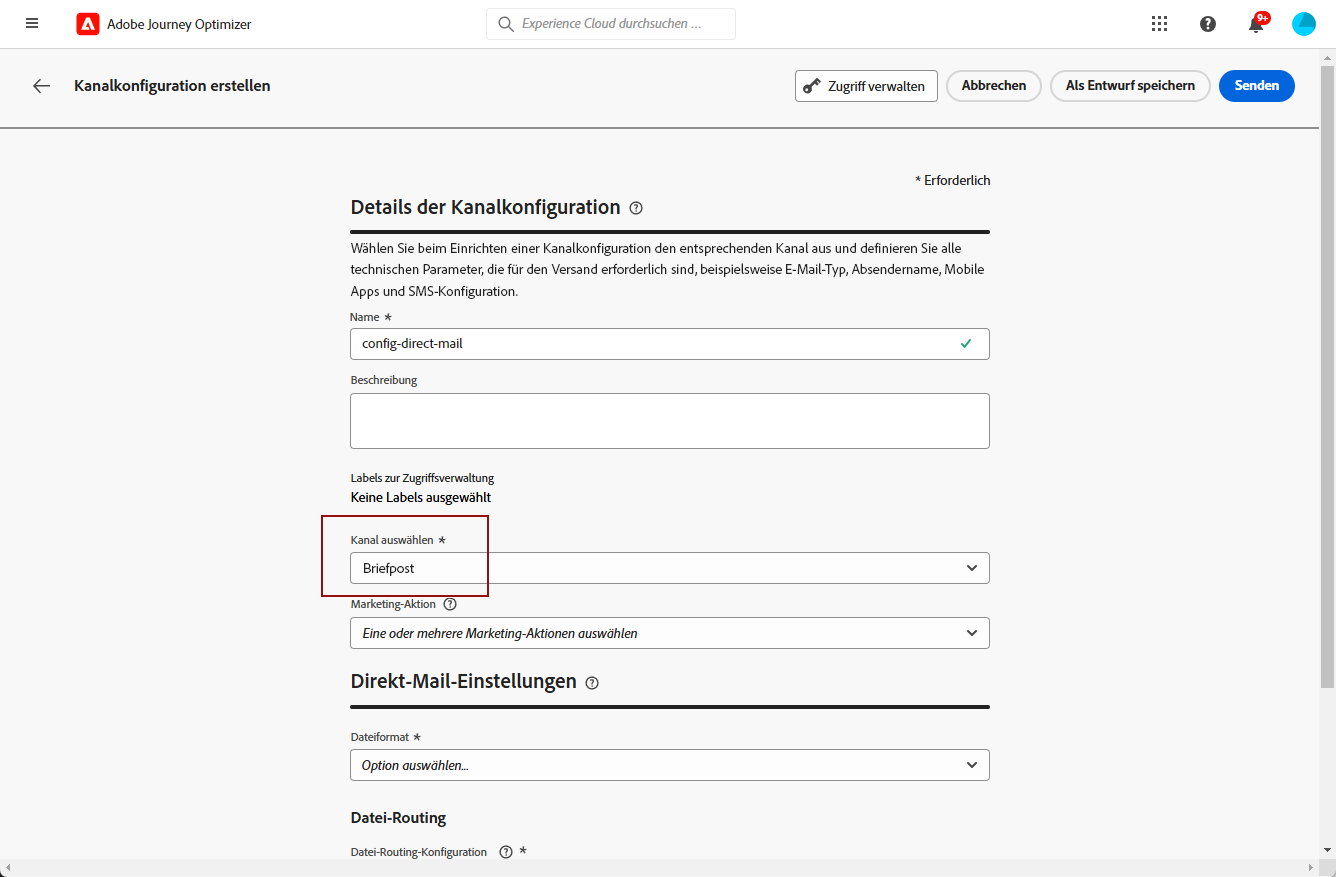 Adobe Journey Optimizer
Experience Cloud durchsuchen ...
9+
Kanalkonfiguration erstellen
Zugriff verwalten
Abbrechen
Als Entwurf speichern
Senden
* Erforderlich
Details der Kanalkonfiguration
Wählen Sie beim Einrichten einer Kanalkonfiguration den entsprechenden Kanal aus und definieren Sie alle
technischen Parameter, die für den Versand erforderlich sind, beispielsweise E-Mail-Typ, Absendername, Mobile
Apps und SMS-Konfiguration.
Name *
config-direct-mail
Beschreibung
Labels zur Zugriffsverwaltung
Keine Labels ausgewählt
Kanal auswählen *
Briefpost
Marketing-Aktion
Eine oder mehrere Marketing-Aktionen auswählen
Direkt-Mail-Einstellungen
Dateiformat *
Option auswählen…
Datei-Routing
Datei-Routing-Konfiguration *